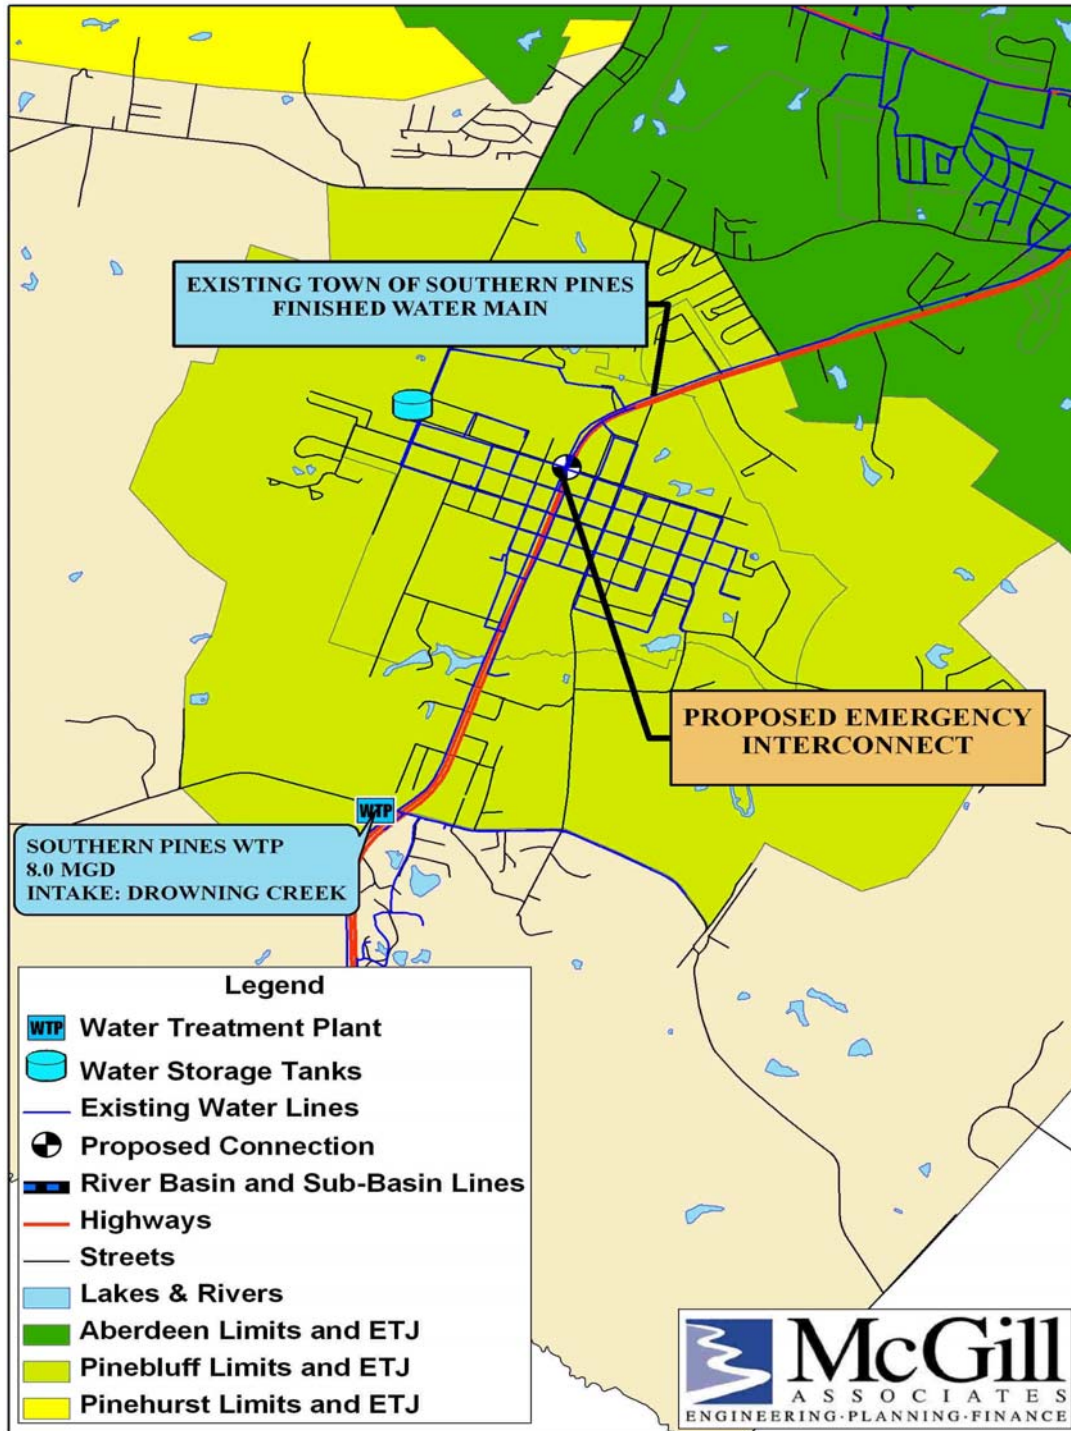 EXISTING TOWN OF SOUTHERN PINES
FINISHED WATER MAIN
PROPOSED EMERGENCY
INTERCONNECT
WTP
SOUTHERN PINES WTP
8.0 MGD
INTAKE: DROWNING CREEK
Legend
WTP Water Treatment Plant
Water Storage Tanks
Existing Water Lines
Proposed Connection
River Basin and Sub-Basin Lines
Highways
Streets
Lakes & Rivers
Aberdeen Limits and ETJ
Pinebluff Limits and ETJ
Pinehurst Limits and ETJ
McGill
ASSOCIATES
ENGINEERING·PLANNING·FINANCE